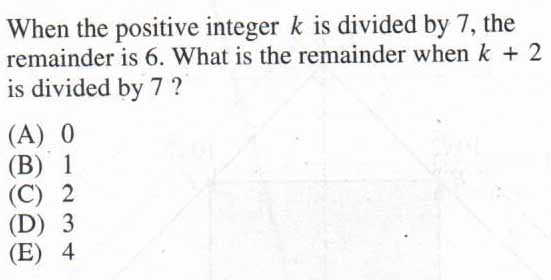 When the positive integer k is divided by 7, the
remainder is 6. What is the remainder when k + 2
is divided by 7 ?
(A) 0
(B) 1
(C) 2
(D) 3
(E) 4